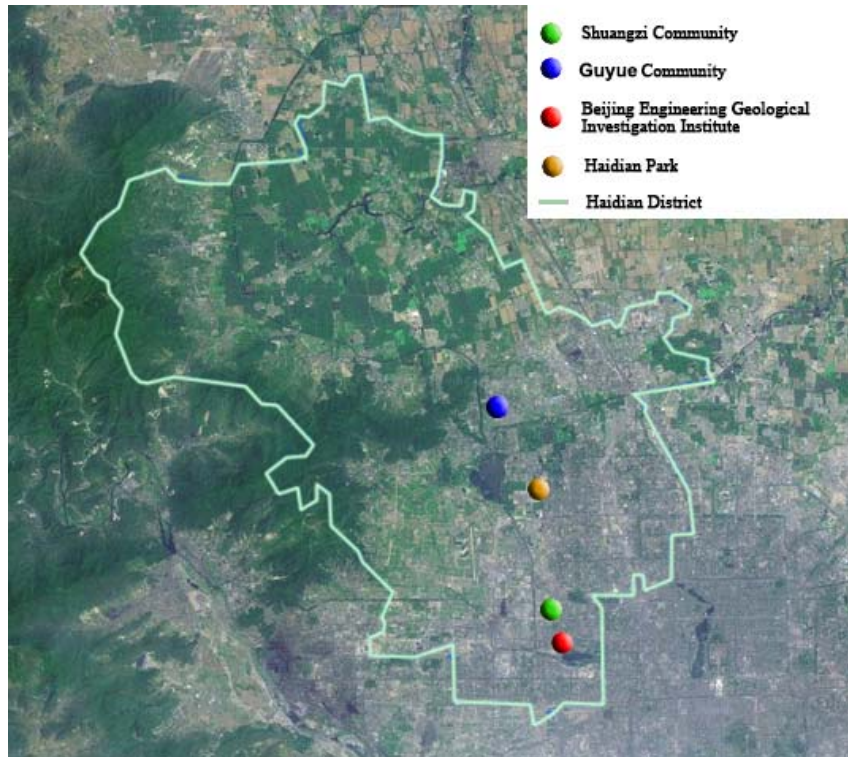 Shuangzi Community
Guyue Community
Beijing Engineering Geological
Investigation Institute
Haidian Park
Haidian District